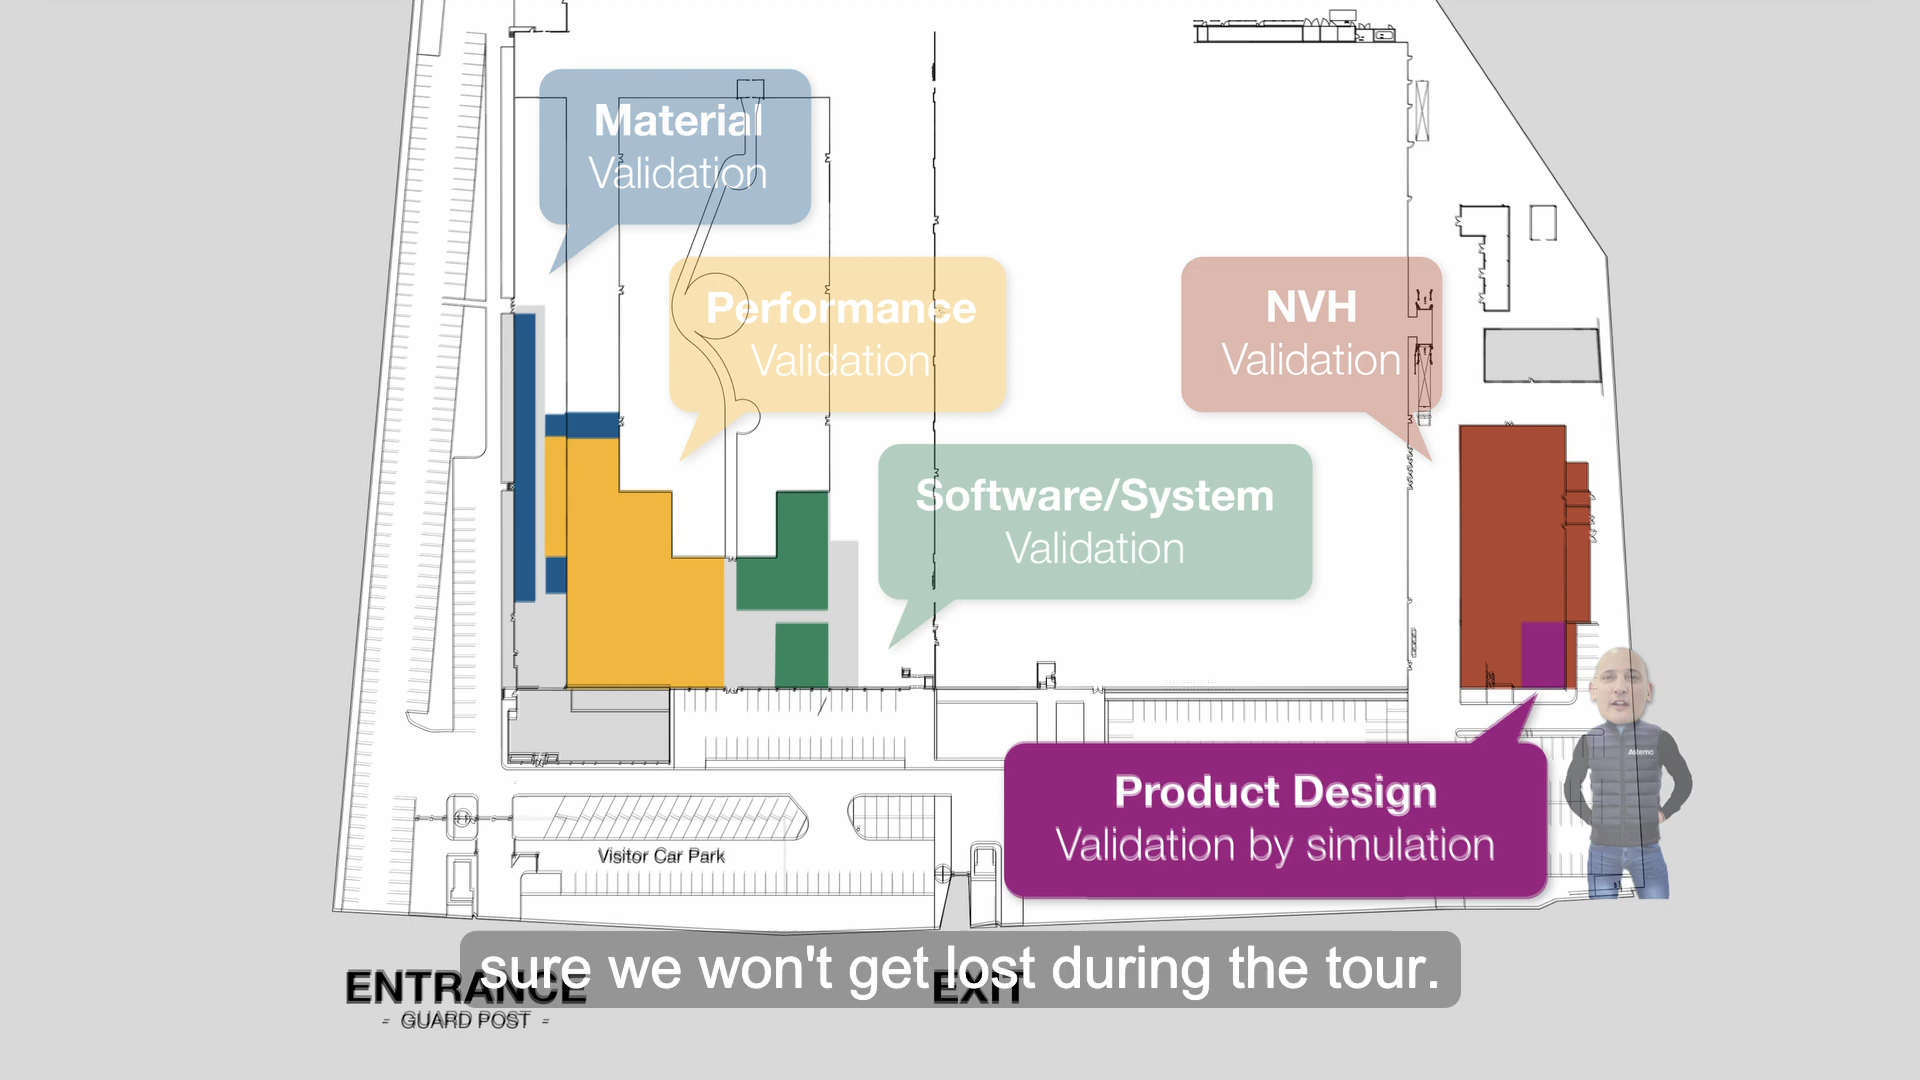 Material
Validation
Performance
Validation
NVH
Validation
Software/System
Validation
Product Design
Validation by simulation
Astemo
Visitor Car Park
sure we won't get lost during the tour.
ENTRANCE
- GUARD POST -
EXIT